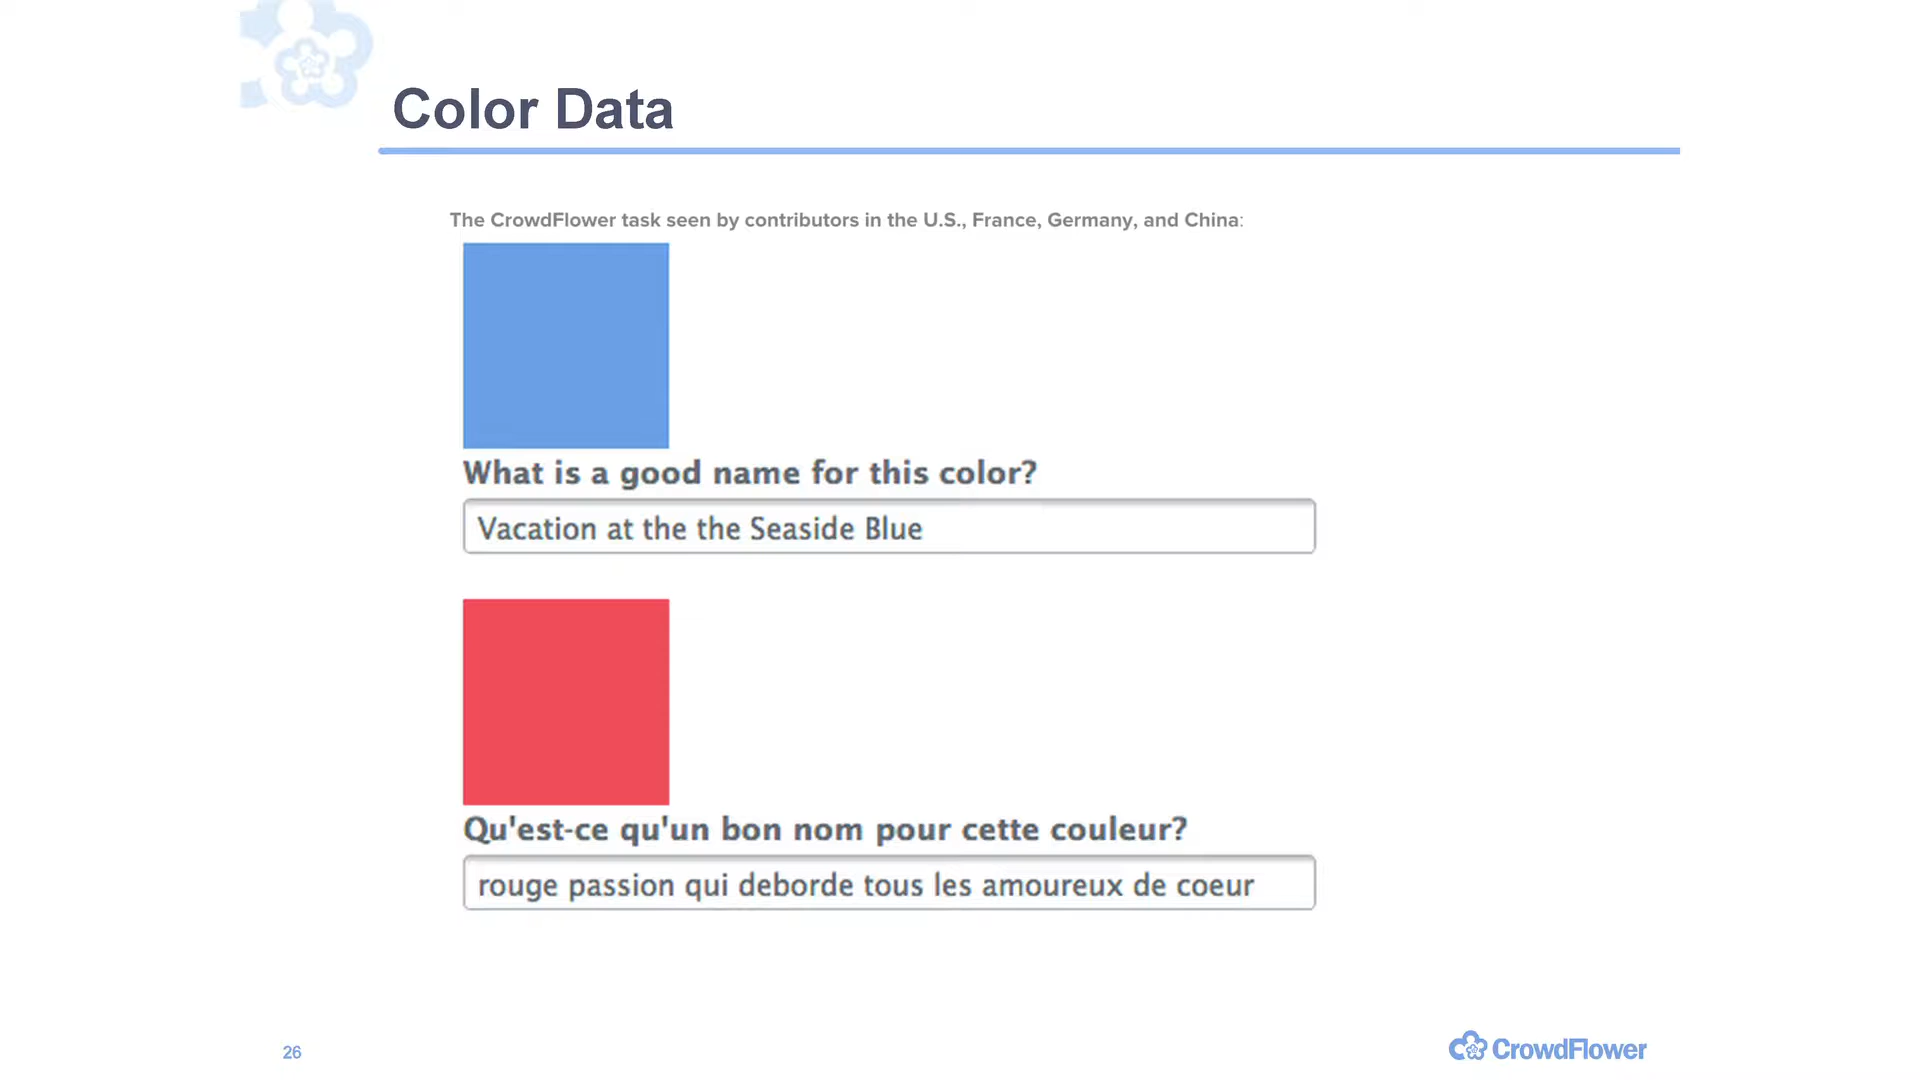 Color Data
The CrowdFlower task seen by contributors in the U.S., France, Germany, and China:
What is a good name for this color?
Vacation at the the Seaside Blue
Qu'est-ce qu'un bon nom pour cette couleur?
rouge passion qui deborde tous les amoureux de coeur
26
CrowdFlower